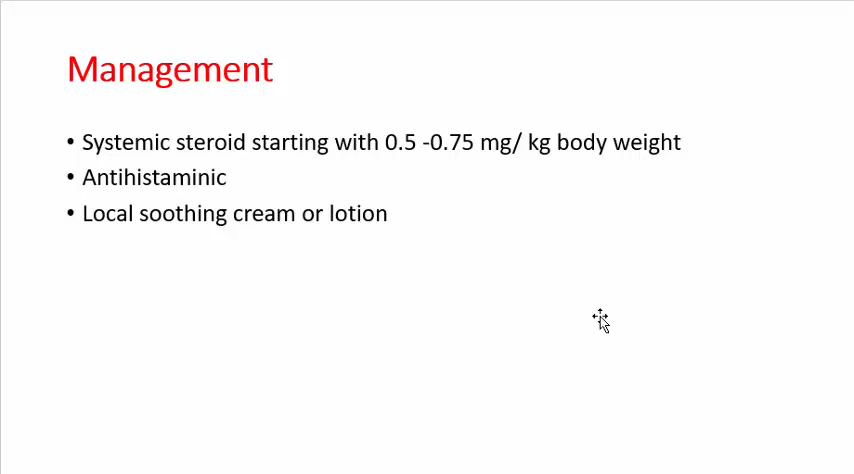 Management
• Systemic steroid starting with 0.5 -0.75 mg/ kg body weight
• Antihistaminic
• Local soothing cream or lotion